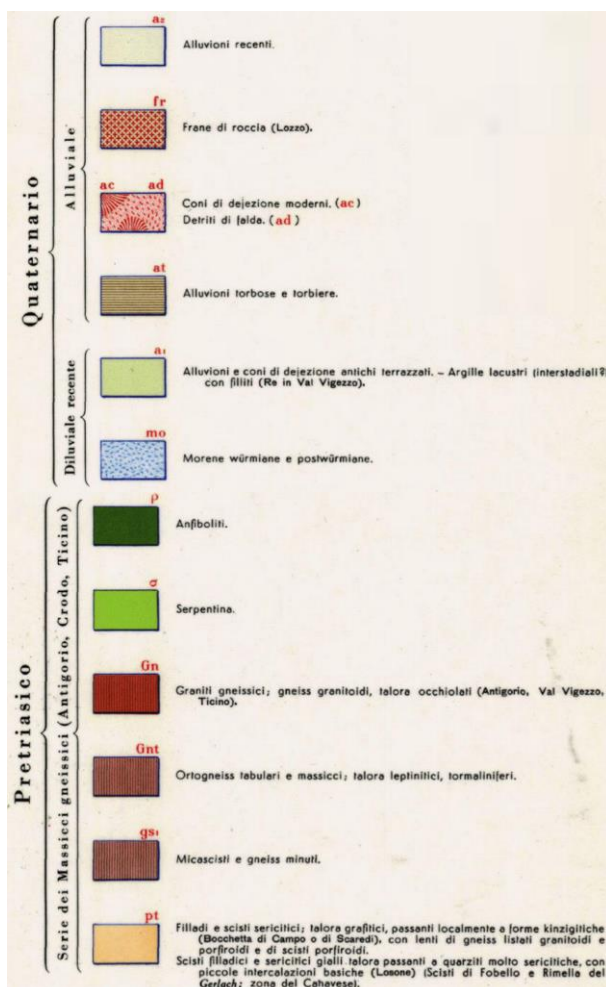 Quaternario
Alluviale
a2
Alluvioni recenti.
fr
Frane di roccia (Lozzo).
ac ad
Coni di dejezione moderni. (ac)
Detriti di falda. (ad)
at
Alluvioni torbose e torbiere.
Diluviale recente
a1
Alluvioni e coni di dejezione antichi terrazzati. – Argille lacustri (interstadiali?)
con filliti (Re in Val Vigezzo).
mo
Morene würmiane e postwürmiane.
Pretriasico
Serie dei Massicci gneissici (Antigorio, Crodo, Ticino)
ρ
Anfiboliti.
σ
Serpentina.
Gn
Graniti gneissici; gneiss granitoidi, talora occhiolati (Antigorio, Val Vigezzo,
Ticino).
Gnt
Ortogneiss tabulari e massicci; talora leptinitici, tormaliniferi.
gs1
Micascisti e gneiss minuti.
pt
Filladi e scisti sericitici; talora grafitici, passanti localmente a forme kinzigitiche
(Bocchetta di Campo o di Scaredi), con lenti di gneiss listati granitoidi e
porfiroidi e di scisti porfiroidi.
Scisti filladici e sericitici gialli talora passanti a quarziti molto sericitiche, con
piccole intercalazioni basiche (Losone) (Scisti di Fobello e Rimella del
Gerlach; zona del Canavese).